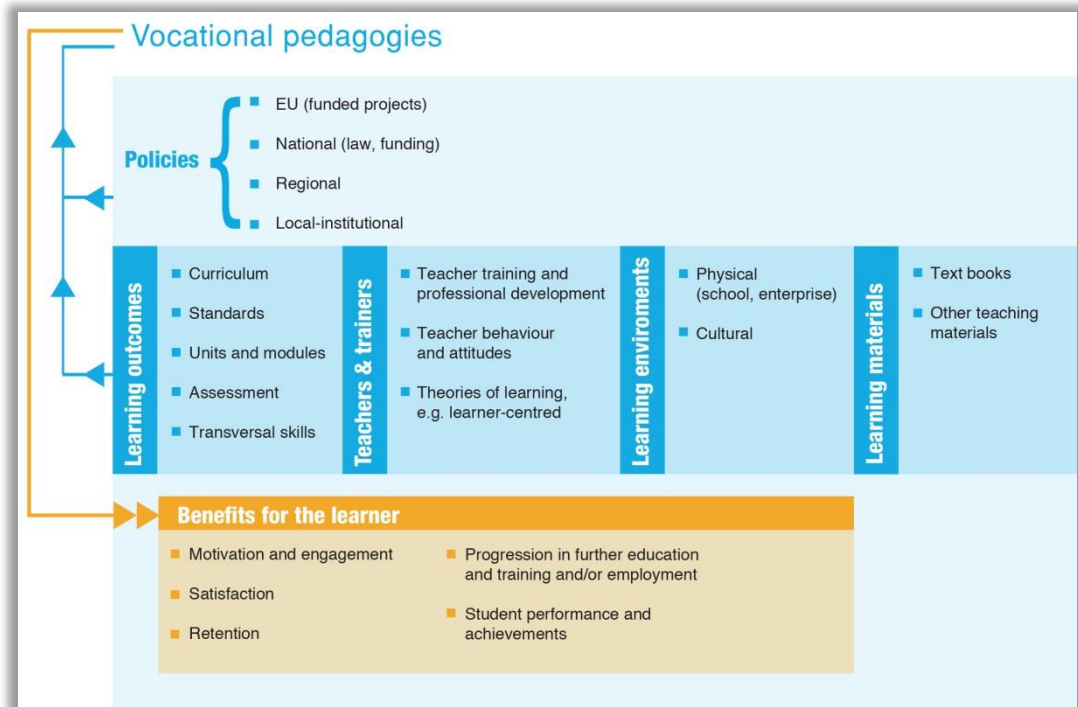 Vocational pedagogies
Policies
EU (funded projects)
National (law, funding)
Regional
Local-institutional
Learning outcomes
Curriculum
Standards
Units and modules
Assessment
Transversal skills
Teachers & trainers
Teacher training and
professional development
Teacher behaviour
and attitudes
Theories of learning,
e.g. learner-centred
Learning enviroments
Physical
(school, enterprise)
Cultural
Learning materials
Text books
Other teaching
materials
Benefits for the learner
Motivation and engagement
Satisfaction
Retention
Progression in further education
and training and/or employment
Student performance and
achievements